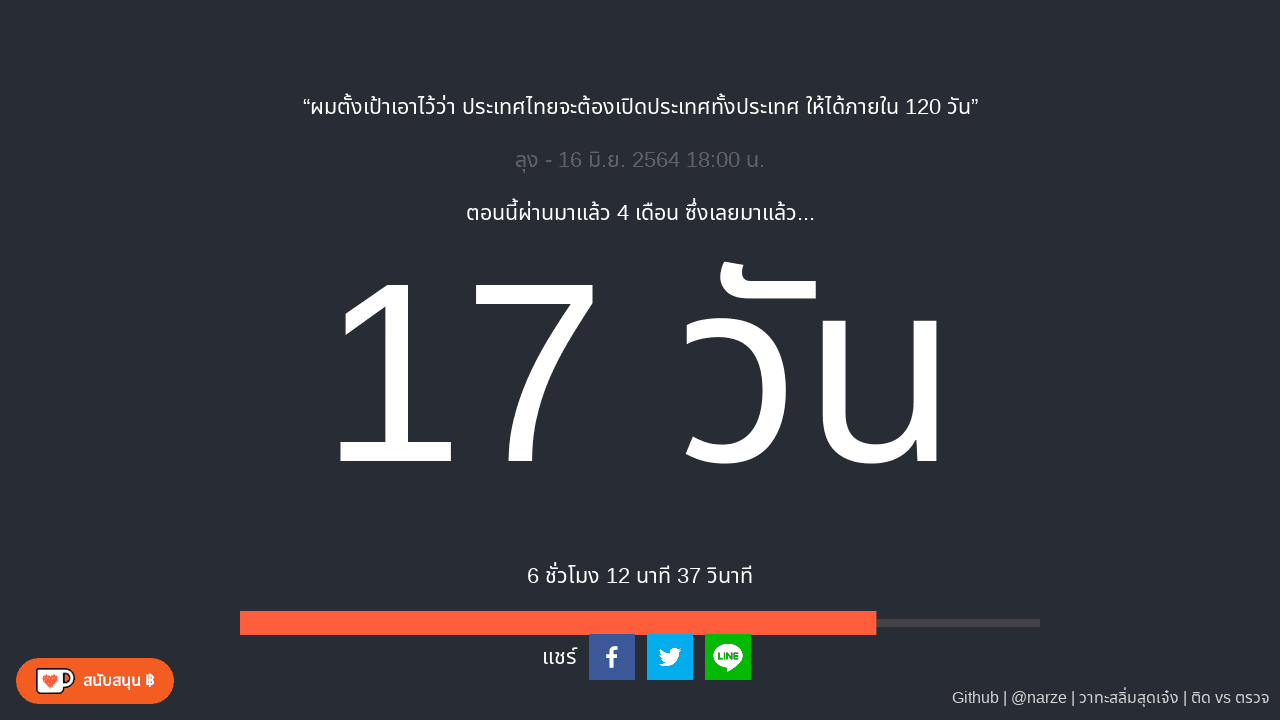 “ผมตั้งเป้าเอาไว้ว่า ประเทศไทยจะต้องเปิดประเทศทั้งประเทศ ให้ได้ภายใน 120 วัน”
ลุง - 16 มิ.ย. 2564 18:00 น.
ตอนนี้ผ่านมาแล้ว 4 เดือน ซึ่งเลยมาแล้ว...
17 วัน
6 ชั่วโมง 12 นาที 37 วินาที
แชร์
LINE
สนับสนุน ฿
Github | @narze | วาทะสลิ่มสุดเจ๋ง | ติด vs ตรวจ